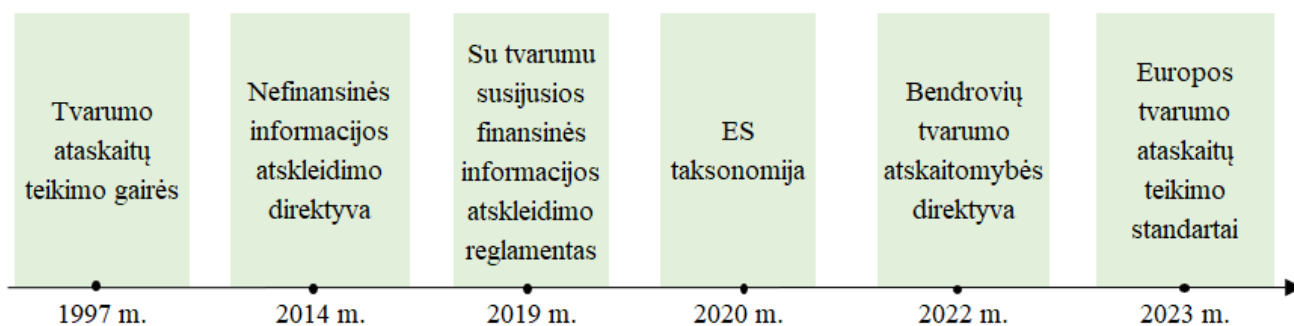 Tvarumo
ataskaitų
teikimo gairės
Nefinansinės
informacijos
atskleidimo
direktyva
Su tvarumu
susijusios
finansinės
informacijos
atskleidimo
reglamentas
ES
taksonomija
Bendrovių
tvarumo
atskaitomybės
direktyva
Europos
tvarumo
ataskaitų
teikimo
standartai
1997 m.
2014 m.
2019 m.
2020 m.
2022 m.
2023 m.